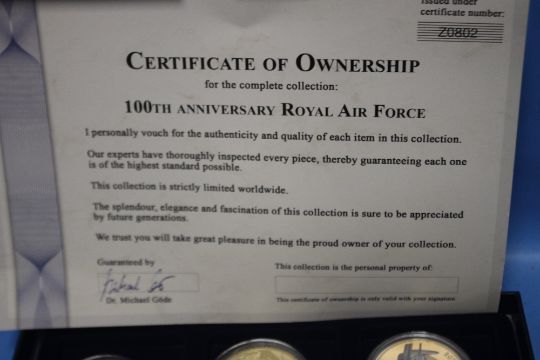 Issued under
certificate number:
Z0802
CERTIFICATE OF OWNERSHIP
for the complete collection:
100TH ANNIVERSARY ROYAL AIR FORCE
I personally vouch for the authenticity and quality of each item in this collection.
Our experts have thoroughly inspected every piece, thereby guaranteeing each one
is of the highest standard possible.
This collection is strictly limited worldwide.
The splendour, elegance and fascination of this collection is sure to be appreciated
by future generations.
We trust you will take great pleasure in being the proud owner of your collection.
Guaranteed by
Dr. Michael Göde
This collection is the personal property of:
This certificate of ownership is only valid with your signature.